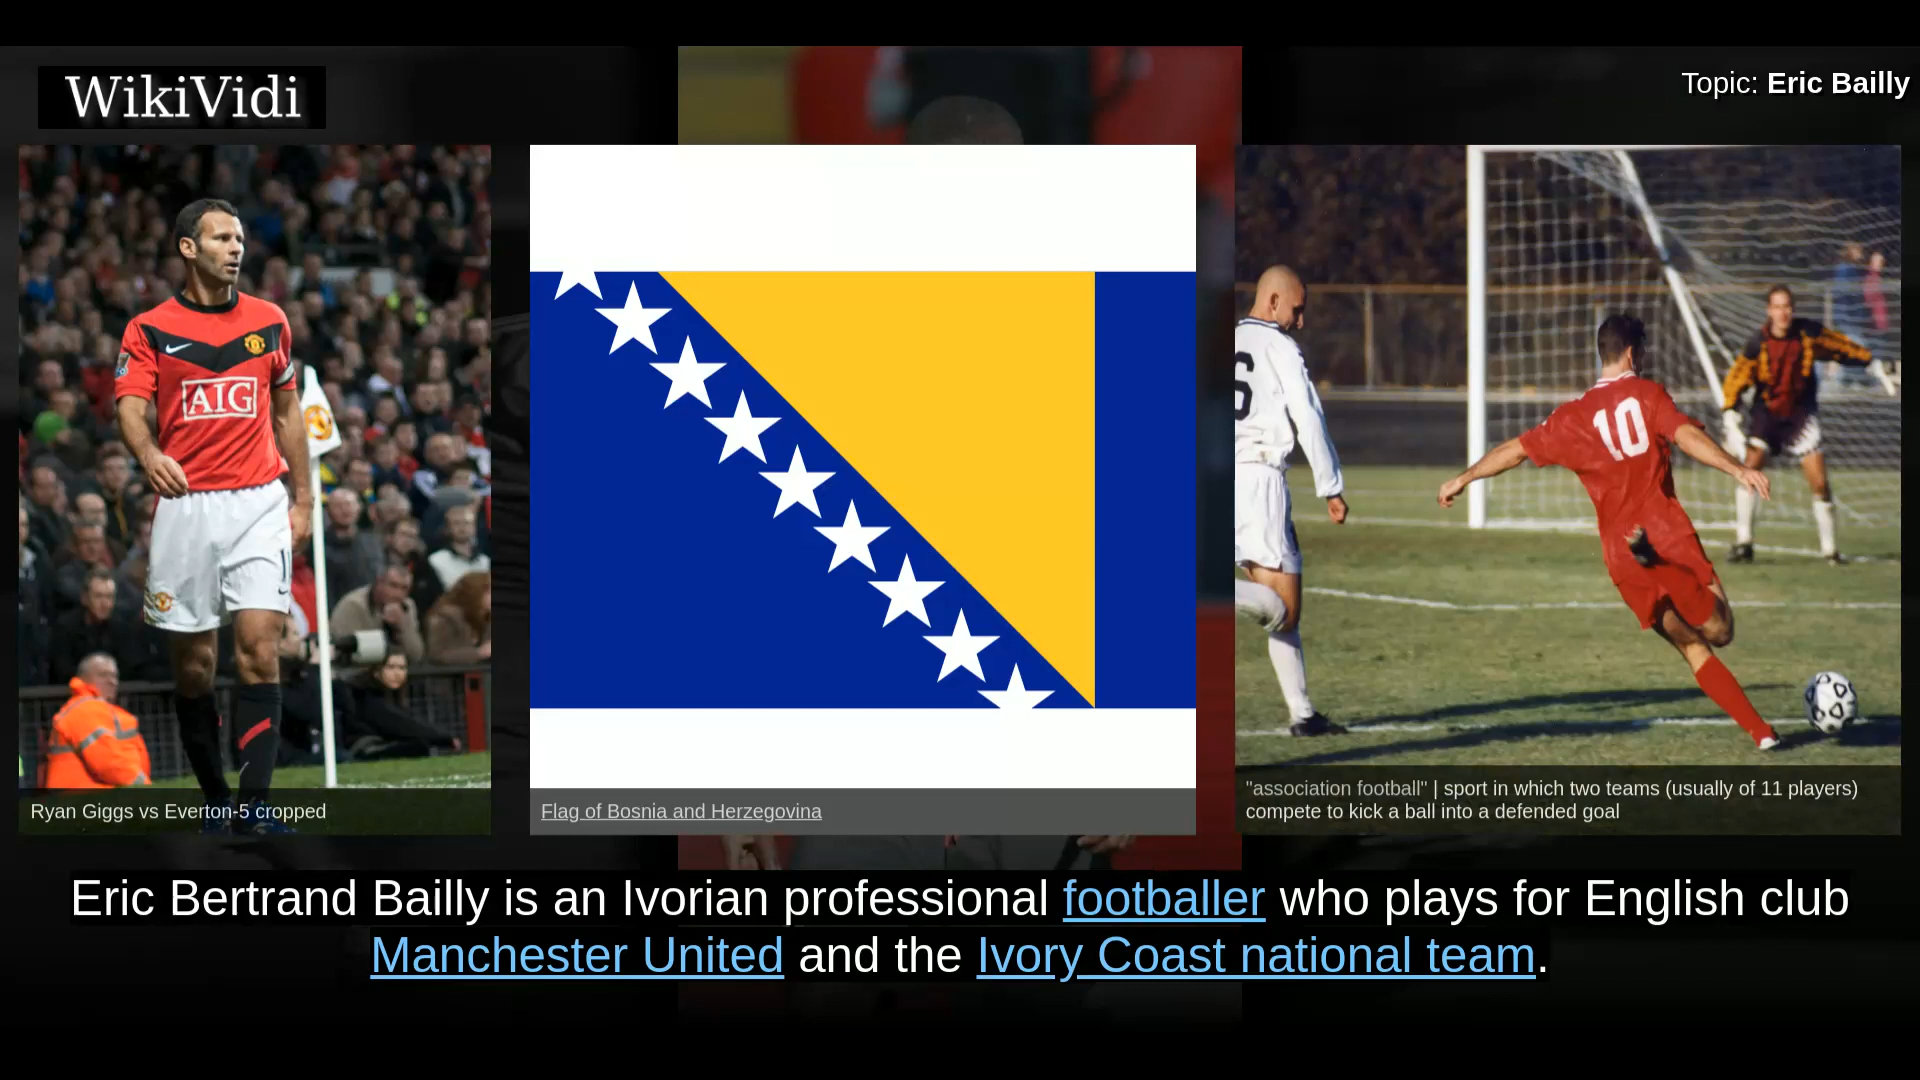 WikiVidi
Topic: Eric Bailly
AIG
10
Ryan Giggs vs Everton-5 cropped
Flag of Bosnia and Herzegovina
"association football" | sport in which two teams (usually of 11 players)
compete to kick a ball into a defended goal
Eric Bertrand Bailly is an Ivorian professional footballer who plays for English club
Manchester United and the Ivory Coast national team.